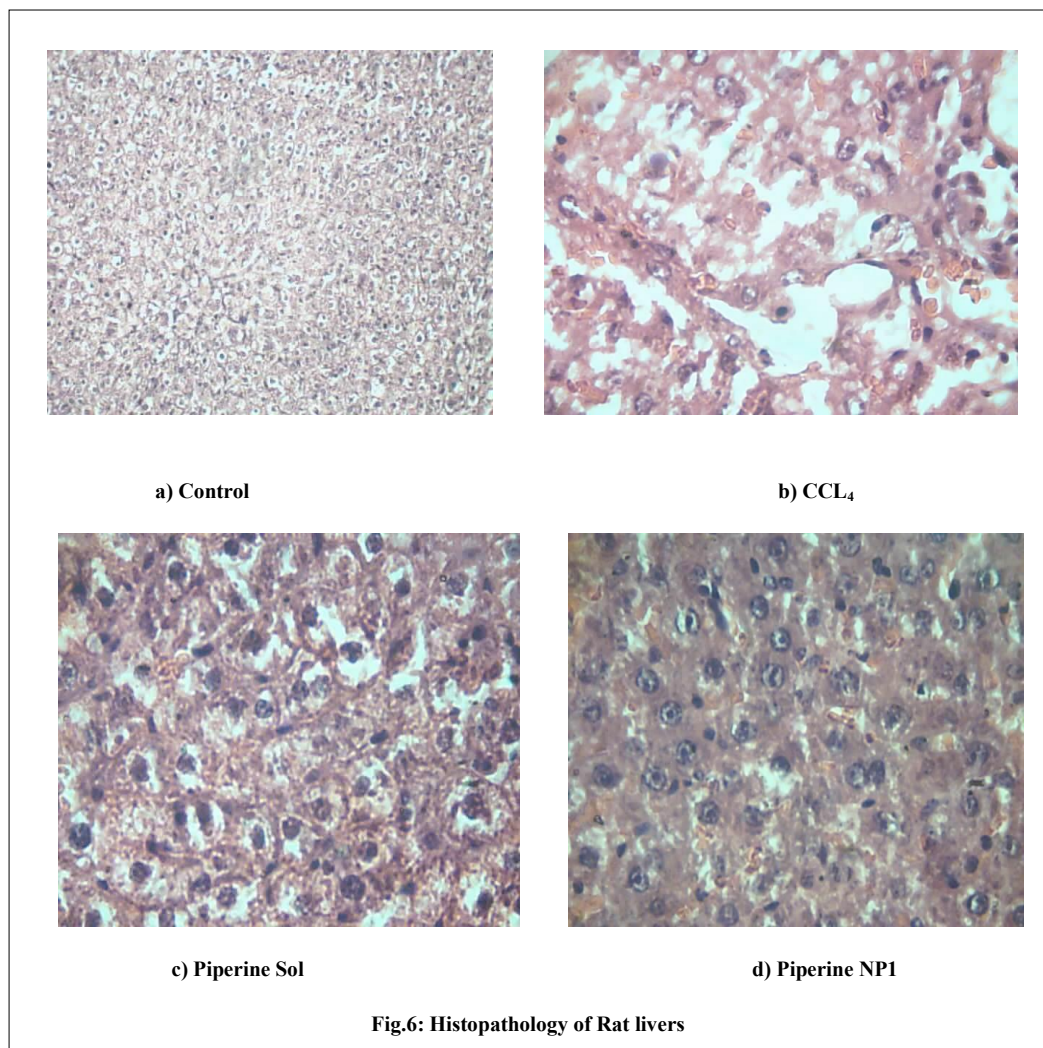 a) Control
b) CCL₄
c) Piperine Sol
d) Piperine NP1
Fig.6: Histopathology of Rat livers